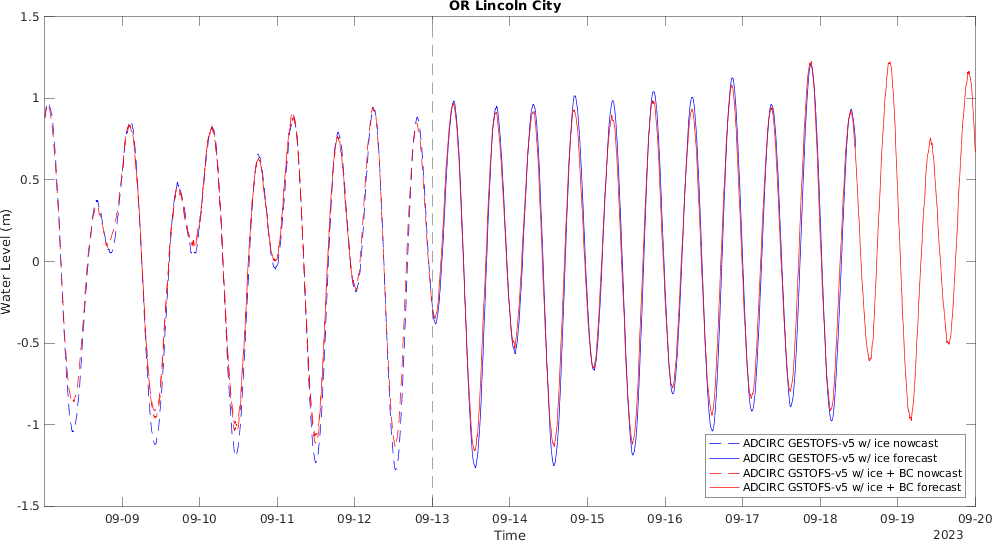 OR Lincoln City
1.5
1
0.5
0
-0.5
-1
-1.5
Water Level (m)
09-09
09-10
09-11
09-12
09-13
09-14
09-15
09-16
09-17
09-18
09-19
09-20
Time
2023
ADCIRC GESTOFS-v5 w/ ice nowcast
ADCIRC GESTOFS-v5 w/ ice forecast
ADCIRC GSTOFS-v5 w/ ice + BC nowcast
ADCIRC GSTOFS-v5 w/ ice + BC forecast